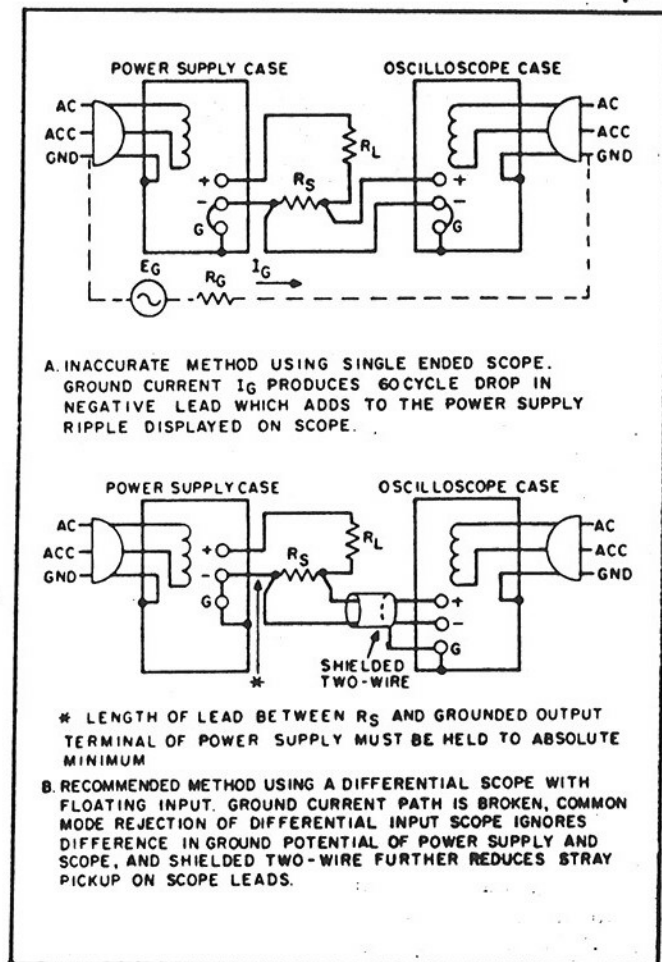 POWER SUPPLY CASE
OSCILLOSCOPE CASE
AC
ACC
GND
+
-
G
RS
RL
+
-
G
AC
ACC
GND
EG
RG
IG
A. INACCURATE METHOD USING SINGLE ENDED SCOPE.
GROUND CURRENT IG PRODUCES 60 CYCLE DROP IN
NEGATIVE LEAD WHICH ADDS TO THE POWER SUPPLY
RIPPLE DISPLAYED ON SCOPE.
POWER SUPPLY CASE
OSCILLOSCOPE CASE
AC
ACC
GND
+
-
G
RS
RL
+
-
G
AC
ACC
GND
*
SHIELDED
TWO-WIRE
* LENGTH OF LEAD BETWEEN RS AND GROUNDED OUTPUT
TERMINAL OF POWER SUPPLY MUST BE HELD TO ABSOLUTE
MINIMUM
B. RECOMMENDED METHOD USING A DIFFERENTIAL SCOPE WITH
FLOATING INPUT. GROUND CURRENT PATH IS BROKEN, COMMON
MODE REJECTION OF DIFFERENTIAL INPUT SCOPE IGNORES
DIFFERENCE IN GROUND POTENTIAL OF POWER SUPPLY AND
SCOPE, AND SHIELDED TWO-WIRE FURTHER REDUCES STRAY
PICKUP ON SCOPE LEADS.